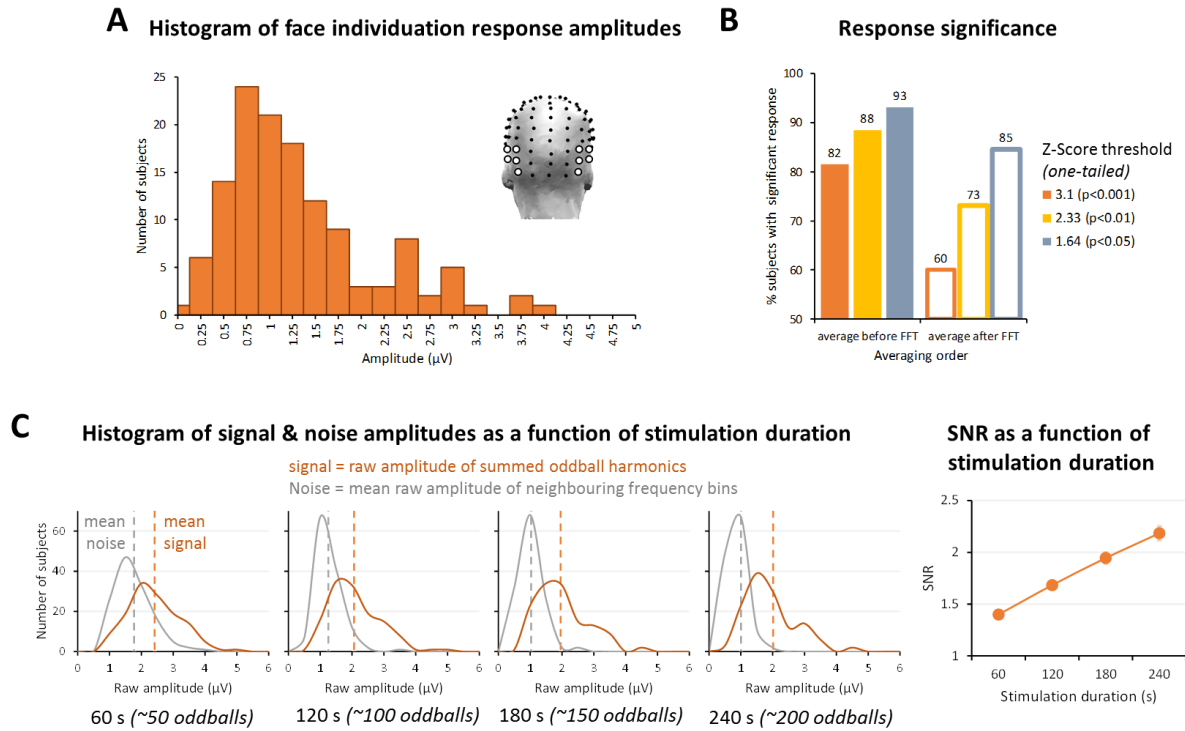 A
Histogram of face individuation response amplitudes
Number of subjects
25
20
15
10
5
0
0 0.25 0.5 0.75 1 1.25 1.5 1.75 2 2.25 2.5 2.75 3 3.25 3.5 3.75 4 4.25 4.5 4.75 5
Amplitude (µV)
B
Response significance
% subjects with significant response
100
90
80
70
60
50
82 88 93 60 73 85
average before FFT average after FFT
Averaging order
Z-Score threshold
(one-tailed)
3.1 (p<0.001)
2.33 (p<0.01)
1.64 (p<0.05)
C
Histogram of signal & noise amplitudes as a function of stimulation duration
signal = raw amplitude of summed oddball harmonics
Noise = mean raw amplitude of neighbouring frequency bins
Number of subjects
60
40
20
0
mean
noise
mean
signal
0 1 2 3 4 5 6
Raw amplitude (µV)
60 s (~50 oddballs)
0 1 2 3 4 5 6
Raw amplitude (µV)
120 s (~100 oddballs)
0 1 2 3 4 5 6
Raw amplitude (µV)
180 s (~150 oddballs)
0 1 2 3 4 5 6
Raw amplitude (µV)
240 s (~200 oddballs)
SNR as a function of
stimulation duration
SNR
2.5
2
1.5
1
60 120 180 240
Stimulation duration (s)